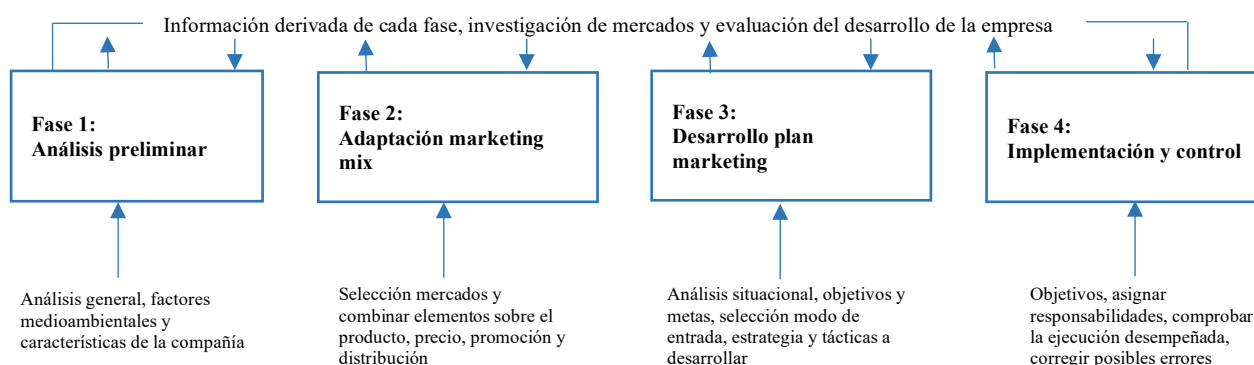 Información derivada de cada fase, investigación de mercados y evaluación del desarrollo de la empresa
Fase 1:
Análisis preliminar
Fase 2:
Adaptación marketing
mix
Fase 3:
Desarrollo plan
marketing
Fase 4:
Implementación y control
Análisis general, factores
medioambientales y
características de la compañía
Selección mercados y
combinar elementos sobre el
producto, precio, promoción y
distribución
Análisis situacional, objetivos y
metas, selección modo de
entrada, estrategia y tácticas a
desarrollar
Objetivos, asignar
responsabilidades, comprobar
la ejecución desempeñada,
corregir posibles errores